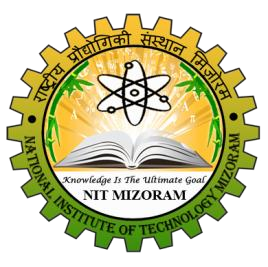 राष्ट्रीय प्रौद्योगिकी संस्थान मिज़ोरम
Knowledge Is The Ultimate Goal
NIT MIZORAM
NATIONAL INSTITUTE OF TECHNOLOGY MIZORAM